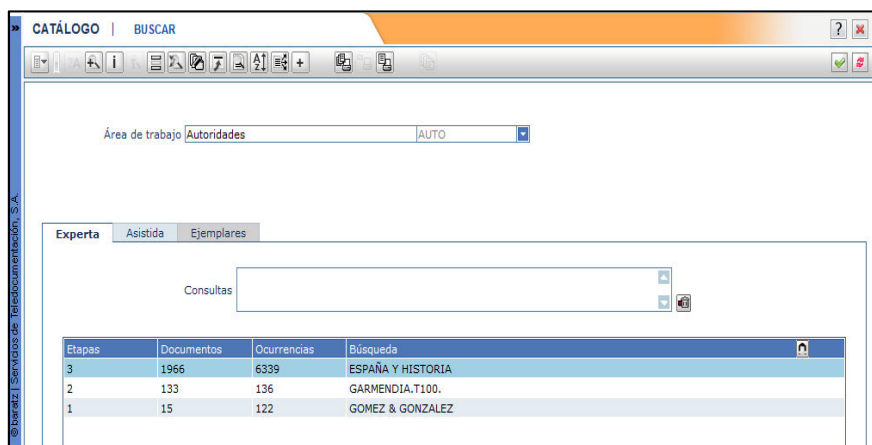 »
CATÁLOGO | BUSCAR
?
i
A Z
+
Área de trabajo Autoridades AUTO
Experta Asistida Ejemplares
Consultas
Etapas Documentos Ocurrencias Búsqueda
3 1966 6339 ESPAÑA Y HISTORIA
2 133 136 GARMENDIA.T100.
1 15 122 GOMEZ & GONZALEZ
© baratz | Servicios de Teledocumentación, S.A.